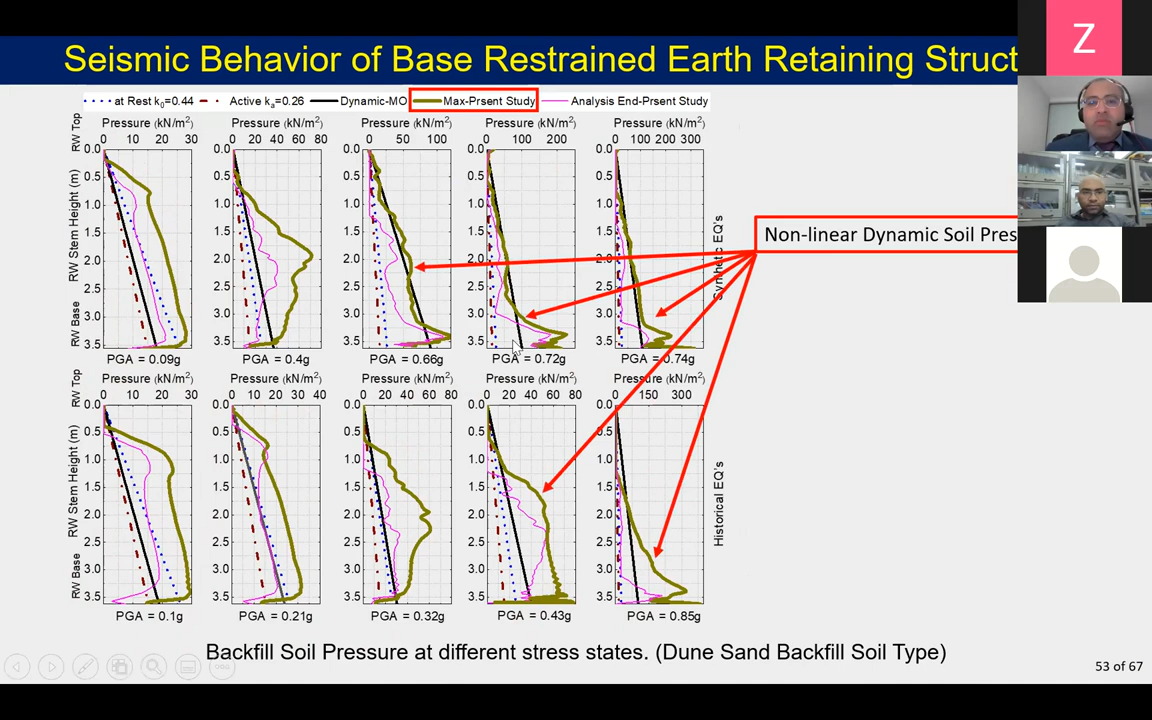 Seismic Behavior of Base Restrained Earth Retaining Struct
Z
at Rest k0=0.44 Active ka=0.26 Dynamic-MO Max-Prsent Study Analysis End-Prsent Study
Pressure (kN/m2) Pressure (kN/m2) Pressure (kN/m2) Pressure (kN/m2) Pressure (kN/m2)
0 10 20 30 0 20 40 60 80 0 50 100 0 100 200 0 100 200 300
RW Top
RW Stem Height (m)
RW Base
0.0 0.0 0.0 0.0 0.0
0.5 0.5 0.5 0.5 0.5
1.0 1.0 1.0 1.0 1.0
1.5 1.5 1.5 1.5 1.5
2.0 2.0 2.0 2.0 2.0
2.5 2.5 2.5 2.5 2.5
3.0 3.0 3.0 3.0 3.0
3.5 3.5 3.5 3.5 3.5
PGA = 0.09g PGA = 0.4g PGA = 0.66g PGA = 0.72g PGA = 0.74g
Synthetic EQ's
Non-linear Dynamic Soil Pres
Pressure (kN/m2) Pressure (kN/m2) Pressure (kN/m2) Pressure (kN/m2) Pressure (kN/m2)
0 10 20 30 0 10 20 30 40 0 20 40 60 80 0 20 40 60 80 0 150 300
RW Top
RW Stem Height (m)
RW Base
0.0 0.0 0.0 0.0 0.0
0.5 0.5 0.5 0.5 0.5
1.0 1.0 1.0 1.0 1.0
1.5 1.5 1.5 1.5 1.5
2.0 2.0 2.0 2.0 2.0
2.5 2.5 2.5 2.5 2.5
3.0 3.0 3.0 3.0 3.0
3.5 3.5 3.5 3.5 3.5
PGA = 0.1g PGA = 0.21g PGA = 0.32g PGA = 0.43g PGA = 0.85g
Historical EQ's
Backfill Soil Pressure at different stress states. (Dune Sand Backfill Soil Type)
53 of 67